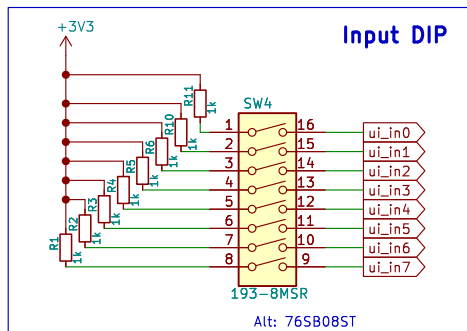 +3V3
Input DIP
R11
1k
SW4
R10
1k
R6
1k
R5
1k
R4
1k
R3
1k
R2
1k
R1
1k
1 16 ui_in0
2 15 ui_in1
3 14 ui_in2
4 13 ui_in3
5 12 ui_in4
6 11 ui_in5
7 10 ui_in6
8 9 ui_in7
193-8MSR
Alt: 76SB08ST